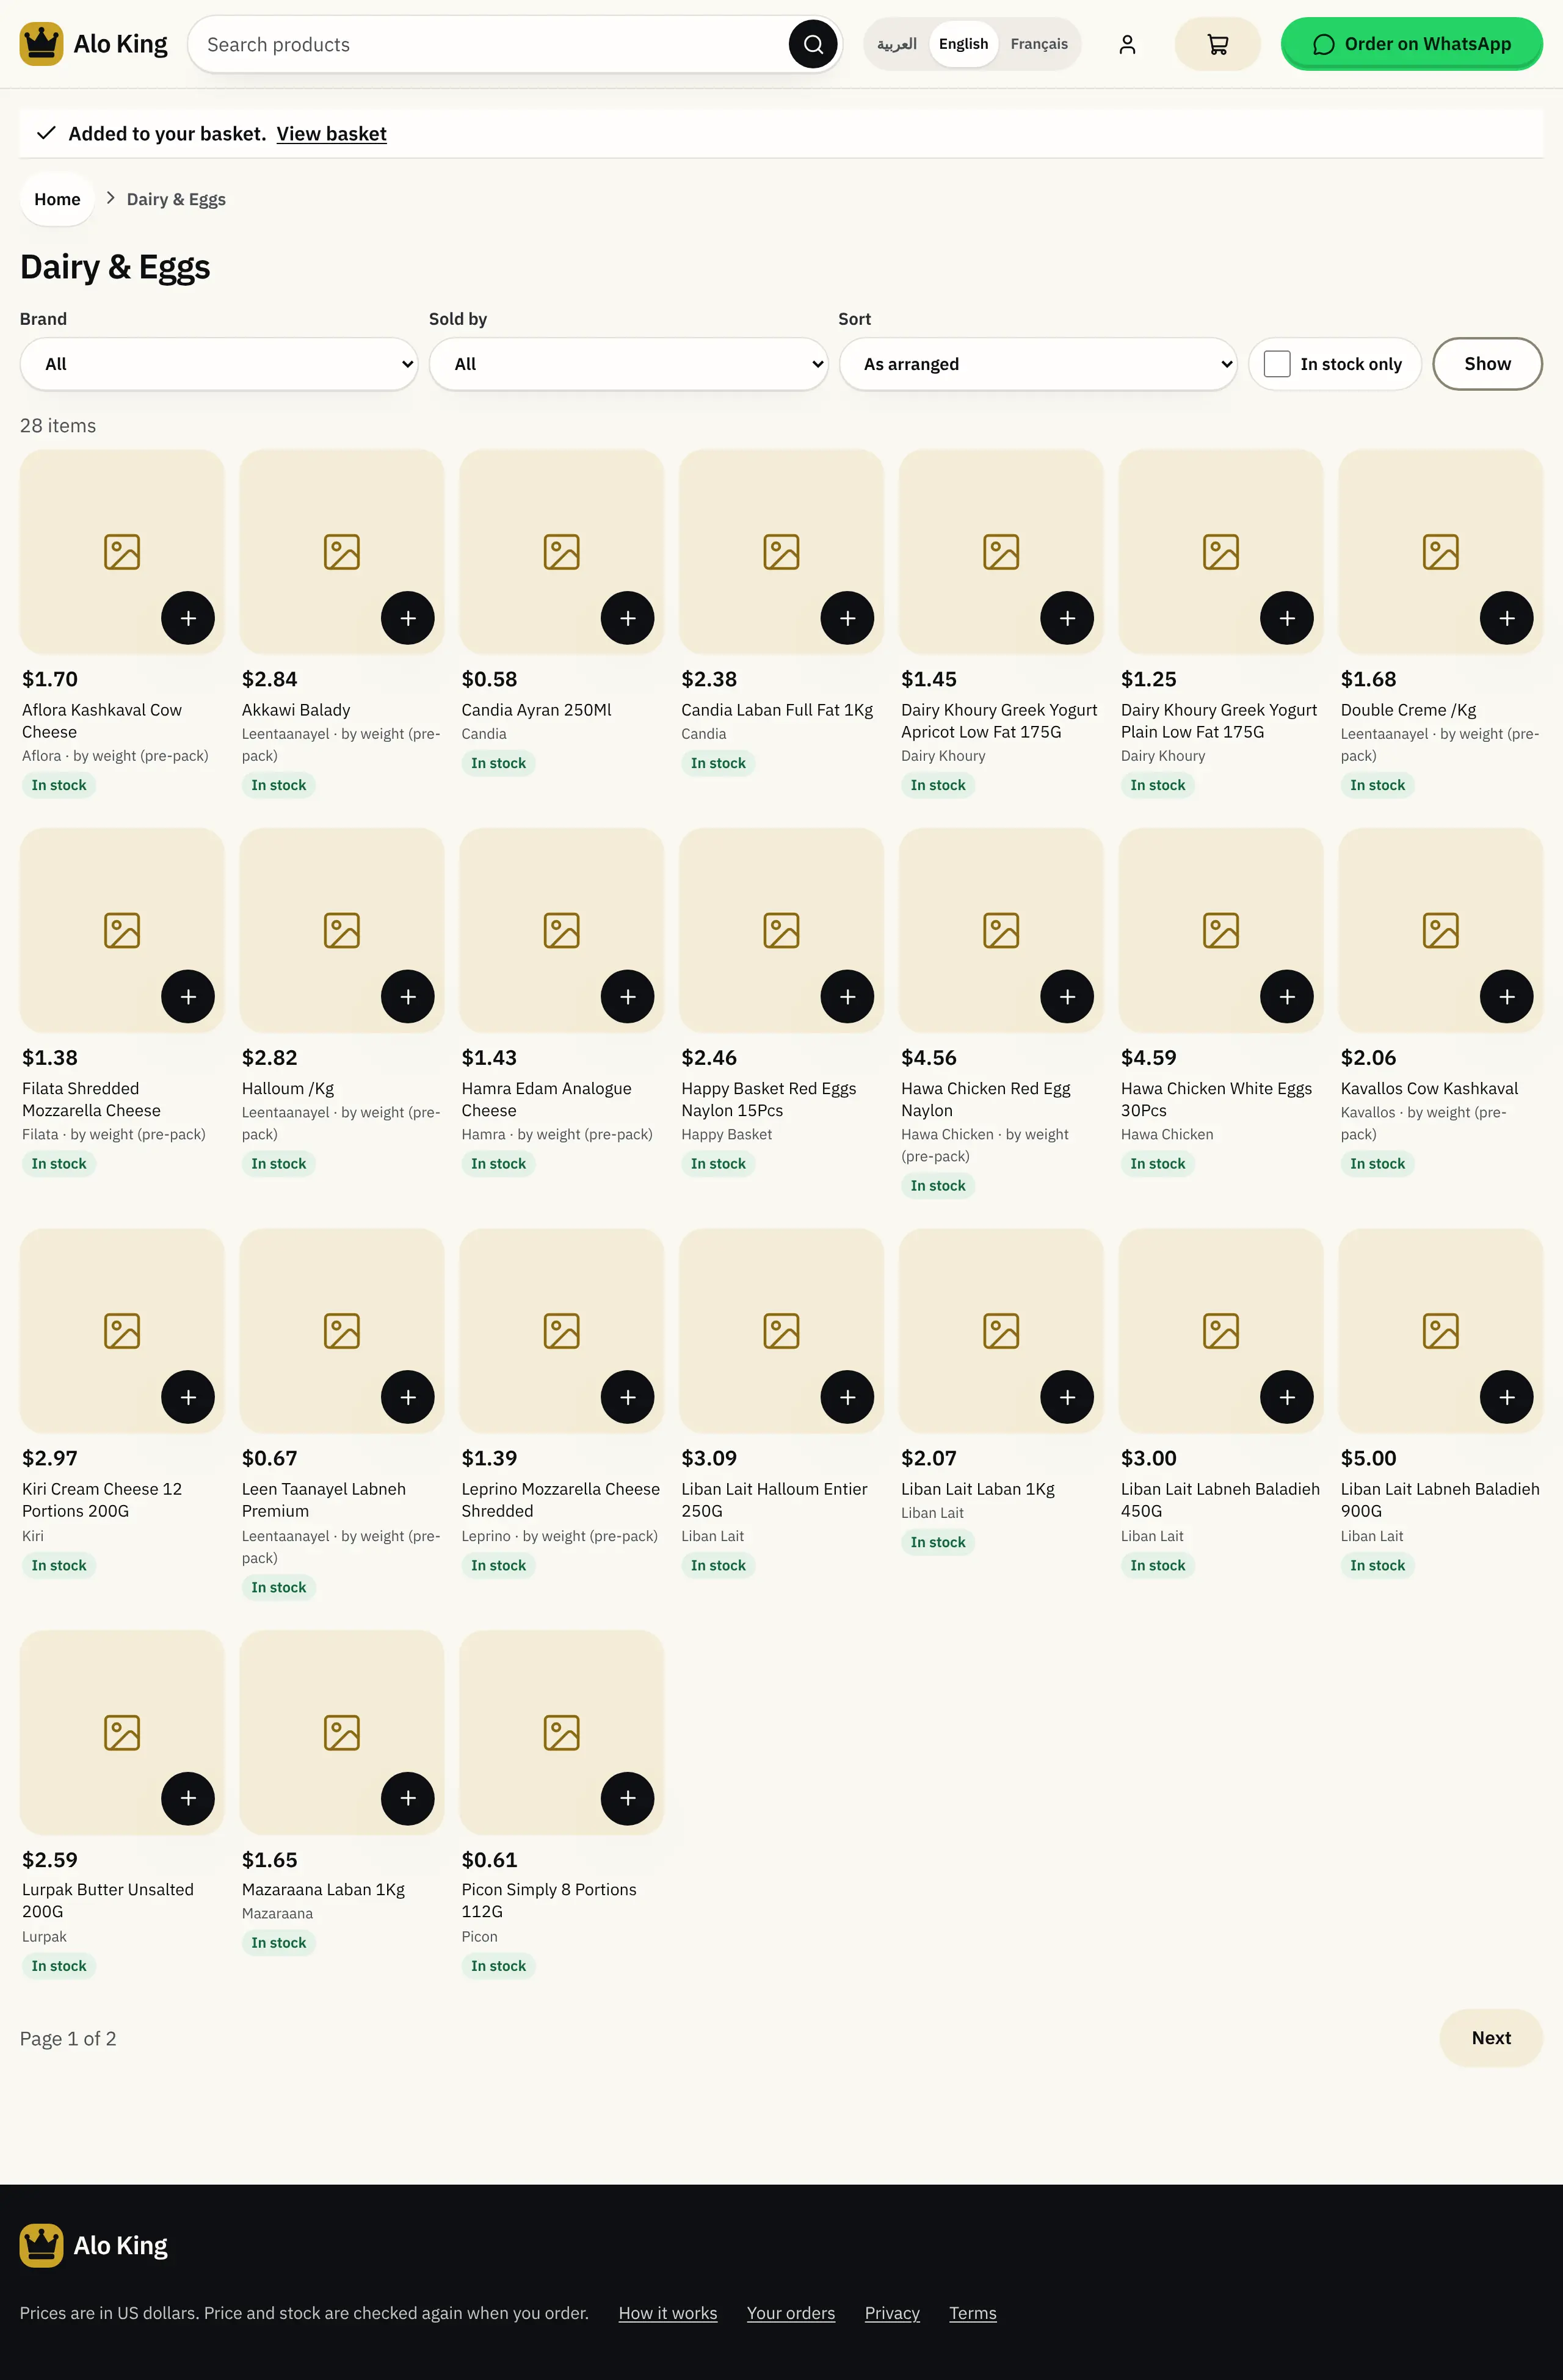 Alo King
Search products
العربية
English
Français
Order on WhatsApp
Added to your basket. View basket
Home
Dairy & Eggs
Dairy & Eggs
Brand
Sold by
Sort
All
All
As arranged
In stock only
Show
28 items
$1.70
Aflora Kashkaval Cow
Cheese
Aflora · by weight (pre-pack)
In stock
$2.84
Akkawi Balady
Leentaanayel · by weight (pre-
pack)
In stock
$0.58
Candia Ayran 250Ml
Candia
In stock
$2.38
Candia Laban Full Fat 1Kg
Candia
In stock
$1.45
Dairy Khoury Greek Yogurt
Apricot Low Fat 175G
Dairy Khoury
In stock
$1.25
Dairy Khoury Greek Yogurt
Plain Low Fat 175G
Dairy Khoury
In stock
$1.68
Double Creme /Kg
Leentaanayel · by weight (pre-
pack)
In stock
$1.38
Filata Shredded
Mozzarella Cheese
Filata · by weight (pre-pack)
In stock
$2.82
Halloum /Kg
Leentaanayel · by weight (pre-
pack)
In stock
$1.43
Hamra Edam Analogue
Cheese
Hamra · by weight (pre-pack)
In stock
$2.46
Happy Basket Red Eggs
Naylon 15Pcs
Happy Basket
In stock
$4.56
Hawa Chicken Red Egg
Naylon
Hawa Chicken · by weight
(pre-pack)
In stock
$4.59
Hawa Chicken White Eggs
30Pcs
Hawa Chicken
In stock
$2.06
Kavallos Cow Kashkaval
Kavallos · by weight (pre-
pack)
In stock
$2.97
Kiri Cream Cheese 12
Portions 200G
Kiri
In stock
$0.67
Leen Taanayel Labneh
Premium
Leentaanayel · by weight (pre-
pack)
In stock
$1.39
Leprino Mozzarella Cheese
Shredded
Leprino · by weight (pre-pack)
In stock
$3.09
Liban Lait Halloum Entier
250G
Liban Lait
In stock
$2.07
Liban Lait Laban 1Kg
Liban Lait
In stock
$3.00
Liban Lait Labneh Baladieh
450G
Liban Lait
In stock
$5.00
Liban Lait Labneh Baladieh
900G
Liban Lait
In stock
$2.59
Lurpak Butter Unsalted
200G
Lurpak
In stock
$1.65
Mazaraana Laban 1Kg
Mazaraana
In stock
$0.61
Picon Simply 8 Portions
112G
Picon
In stock
Page 1 of 2
Next
Alo King
Prices are in US dollars. Price and stock are checked again when you order.
How it works
Your orders
Privacy
Terms